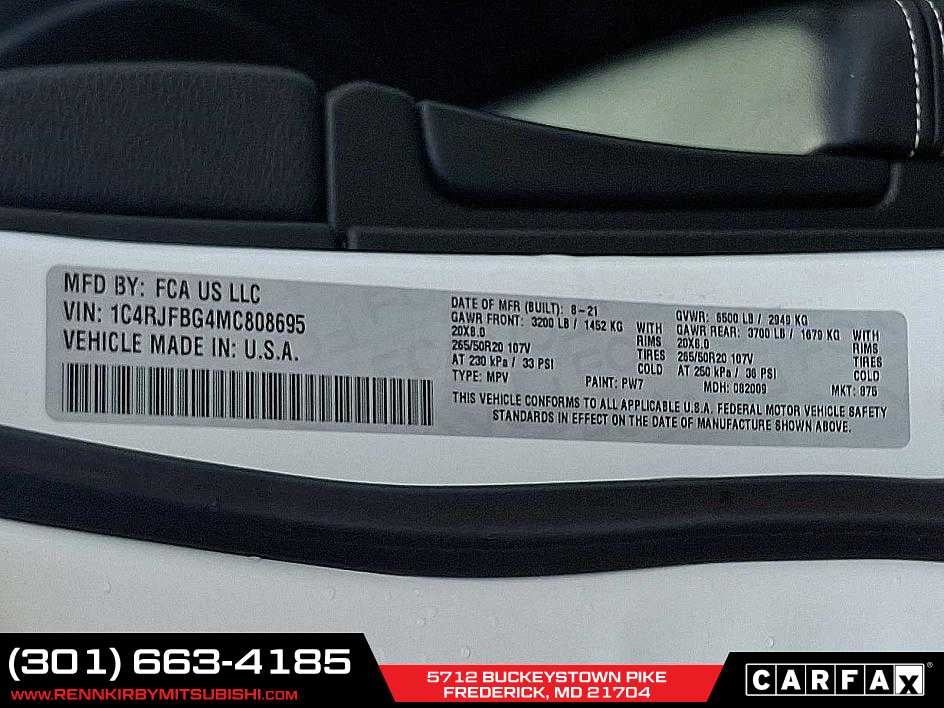 MFD BY: FCA US LLC
VIN: 1C4RJFBG4MC808695
VEHICLE MADE IN: U.S.A.
DATE OF MFR (BUILT): 8-21
GAWR FRONT: 3200 LB / 1452 KG WITH
20X8.0 RIMS
265/50R20 107V TIRES
AT 230 kPa / 33 PSI COLD
TYPE: MPV PAINT: PW7
GVWR: 6500 LB / 2949 KG
GAWR REAR: 3700 LB / 1679 KG WITH
20X8.0 RIMS
265/50R20 107V TIRES
AT 250 kPa / 36 PSI COLD
MDH: 082009 MKT:
THIS VEHICLE CONFORMS TO ALL APPLICABLE U.S.A. FEDERAL MOTOR VEHICLE SAFETY
STANDARDS IN EFFECT ON THE DATE OF MANUFACTURE SHOWN ABOVE.
(301) 663-4185
WWW.RENNKIRBYMITSUBISHI.COM
5712 BUCKEYSTOWN PIKE
FREDERICK, MD 21704
CARFAX